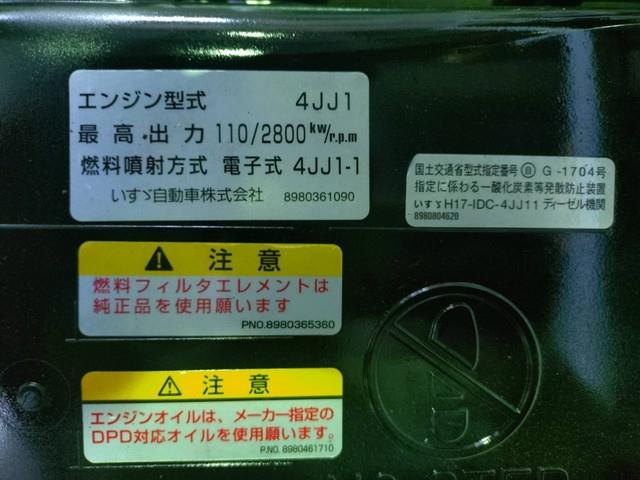 エンジン型式 4JJ1
最高出力 110/2800kW/r.p.m
燃料噴射方式 電子式 4JJ1-1
いすゞ自動車株式会社 8980361090
国土交通省型式指定番号 Ⓑ G-1704号
指定に係わる一酸化炭素等発散防止装置
いすゞH17-IDC-4JJ11 ディーゼル機関
8980804620
注意
燃料フィルタエレメントは
純正品を使用願います
PNO.8980365360
注意
エンジンオイルは、メーカー指定の
DPD対応オイルを使用願います。
P.NO. 8980461710